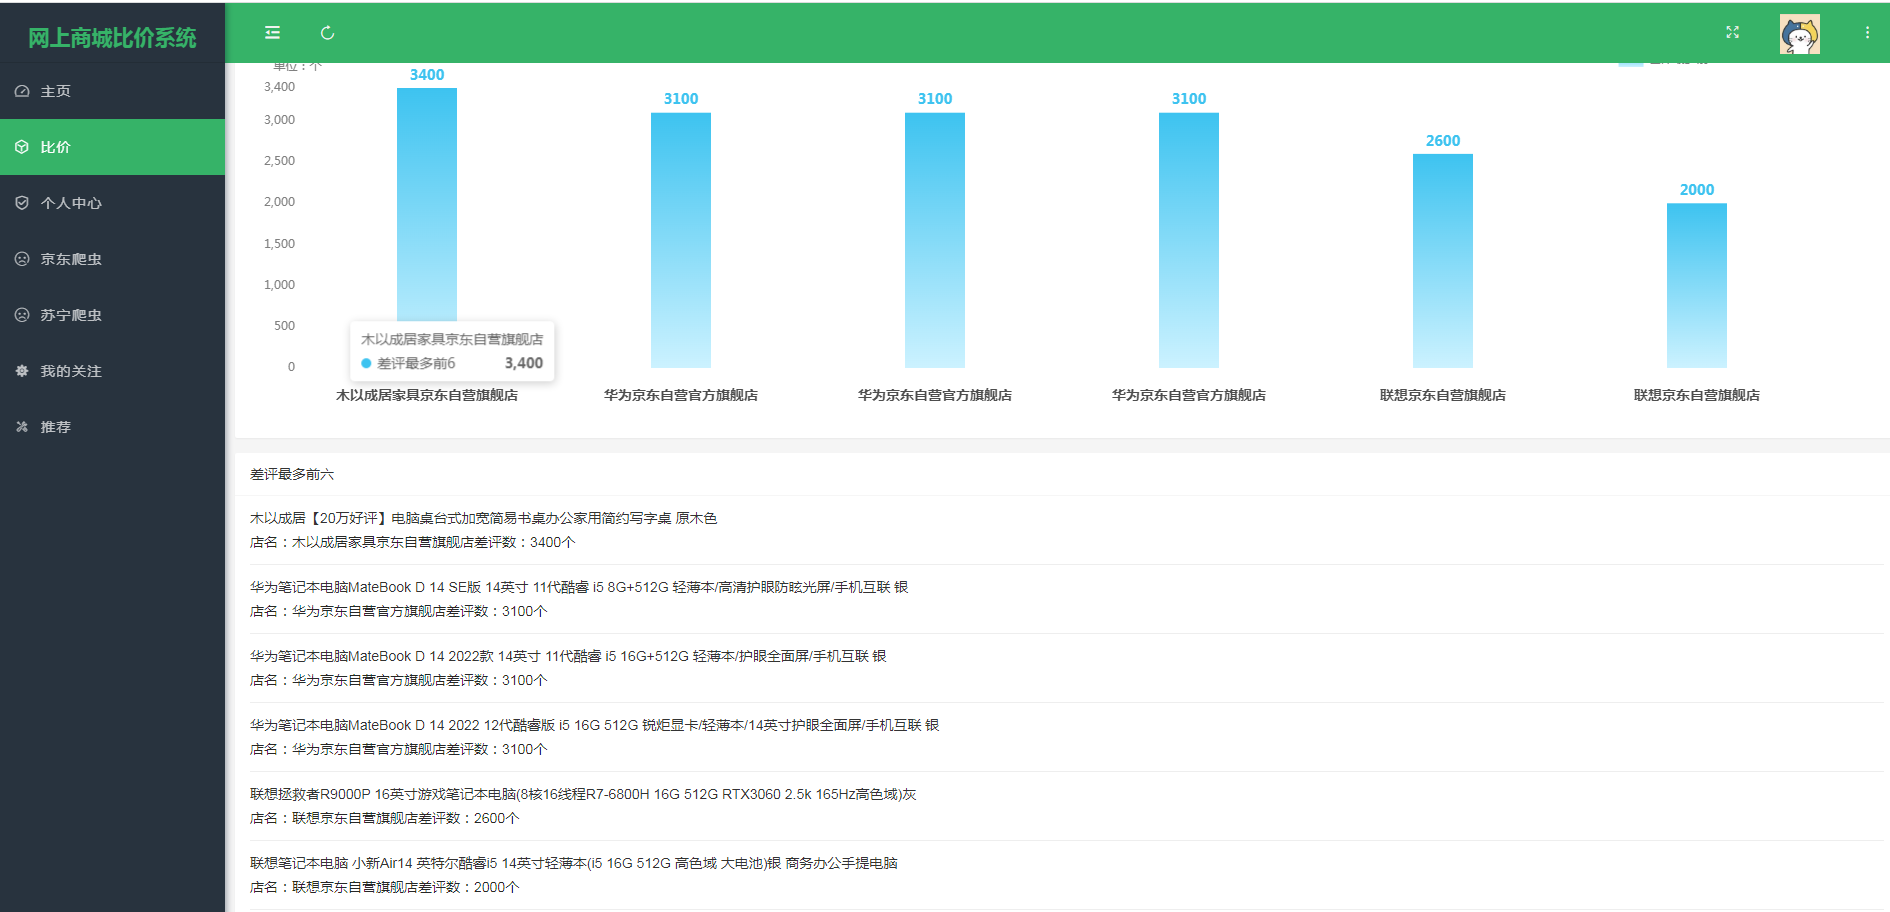 网上商城比价系统
主页
比价
个人中心
京东爬虫
苏宁爬虫
我的关注
推荐
单位：个
3400
3100
3100
3100
2600
2000
3,400
3,000
2,500
2,000
1,500
1,000
500
0
木以成居家具京东自营旗舰店
差评最多前6 3,400
木以成居家具京东自营旗舰店
华为京东自营官方旗舰店
华为京东自营官方旗舰店
华为京东自营官方旗舰店
联想京东自营旗舰店
联想京东自营旗舰店
差评最多前六
木以成居【20万好评】电脑桌台式加宽简易书桌办公家用简约写字桌 原木色
店名：木以成居家具京东自营旗舰店差评数：3400个
华为笔记本电脑MateBook D 14 SE版 14英寸 11代酷睿 i5 8G+512G 轻薄本/高清护眼防眩光屏/手机互联 银
店名：华为京东自营官方旗舰店差评数：3100个
华为笔记本电脑MateBook D 14 2022款 14英寸 11代酷睿 i5 16G+512G 轻薄本/护眼全面屏/手机互联 银
店名：华为京东自营官方旗舰店差评数：3100个
华为笔记本电脑MateBook D 14 2022 12代酷睿版 i5 16G 512G 锐炬显卡/轻薄本/14英寸护眼全面屏/手机互联 银
店名：华为京东自营官方旗舰店差评数：3100个
联想拯救者R9000P 16英寸游戏笔记本电脑(8核16线程R7-6800H 16G 512G RTX3060 2.5k 165Hz高色域)灰
店名：联想京东自营旗舰店差评数：2600个
联想笔记本电脑 小新Air14 英特尔酷睿i5 14英寸轻薄本(i5 16G 512G 高色域 大电池)银 商务办公手提电脑
店名：联想京东自营旗舰店差评数：2000个